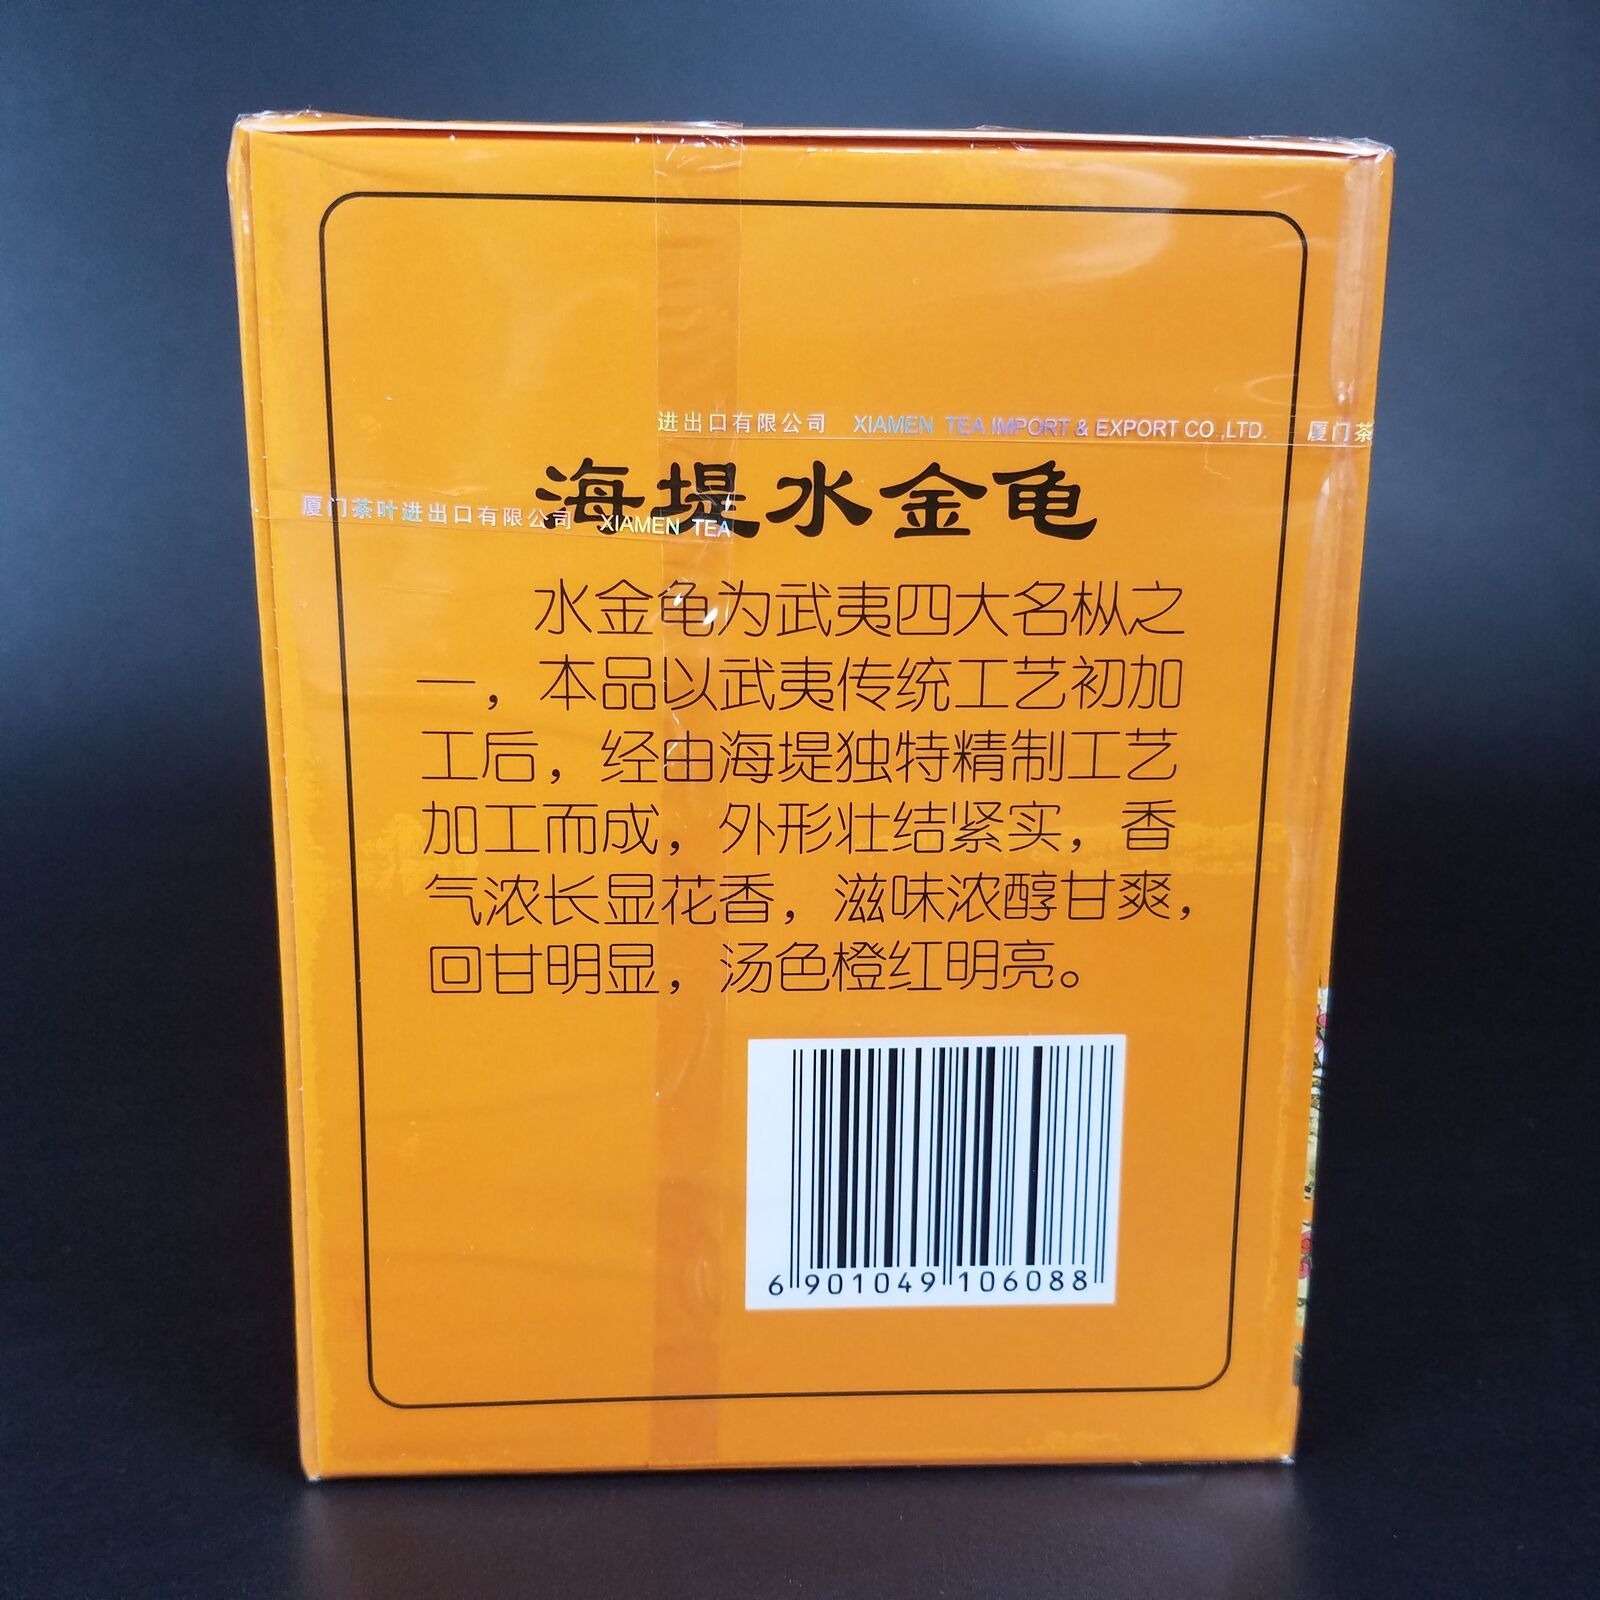 进出口有限公司 XIAMEN TEA IMPORT & EXPORT CO.,LTD. 厦门茶
海堤水金龟
厦门茶叶进出口有限公司 XIAMEN TEA
水金龟为武夷四大名枞之
一，本品以武夷传统工艺初加
工后，经由海堤独特精制工艺
加工而成，外形壮结紧实，香
气浓长显花香，滋味浓醇甘爽，
回甘明显，汤色橙红明亮。
6 901049 106088